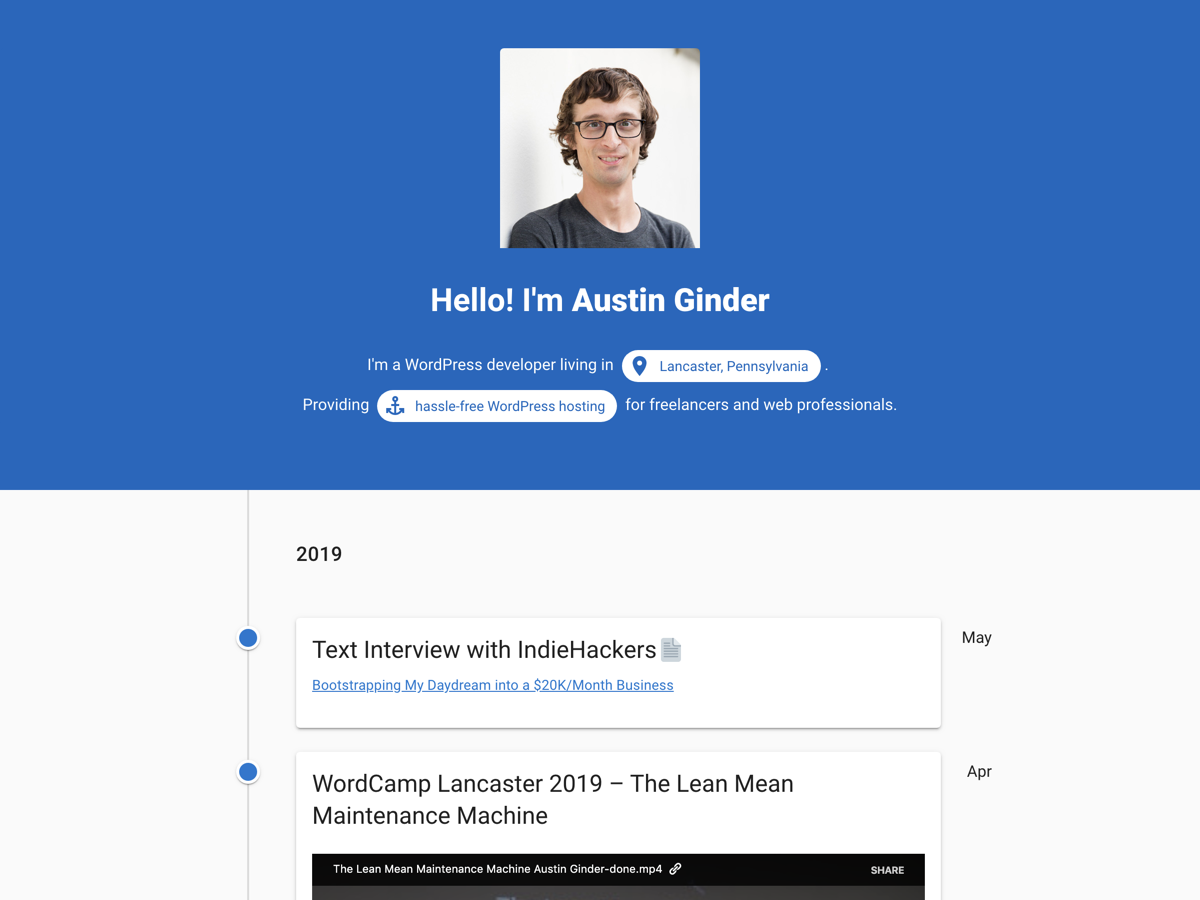 Hello! I'm Austin Ginder
I'm a WordPress developer living in Lancaster, Pennsylvania .
Providing hassle-free WordPress hosting for freelancers and web professionals.
2019
Text Interview with IndieHackers
May
Bootstrapping My Daydream into a $20K/Month Business
WordCamp Lancaster 2019 – The Lean Mean
Apr
Maintenance Machine
The Lean Mean Maintenance Machine Austin Ginder-done.mp4
SHARE